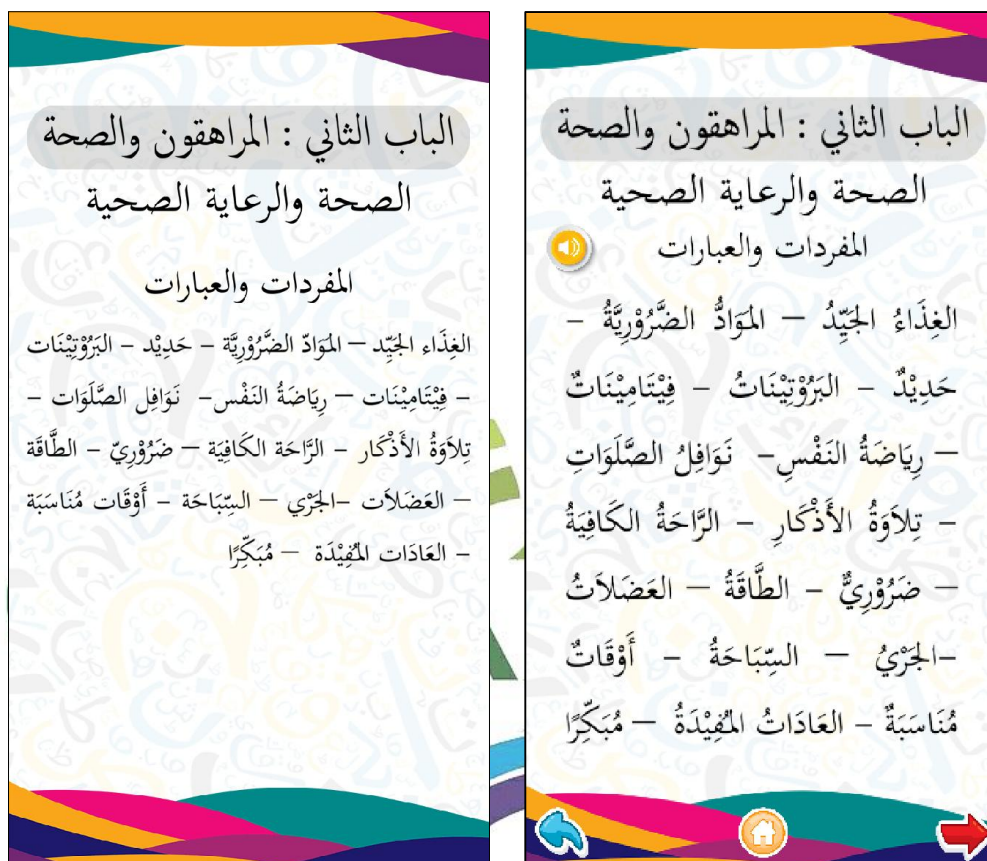 الباب الثاني : المراهقون والصحة
الصحة والرعاية الصحية
المفردات والعبارات
الغِذَاء الجَيِّد – المَوَادّ الضَّرُوْرِيَّة – حَدِيْد – البَرُوْتِيْنَات
– فِيْتَامِيْنَات – رِيَاضَةُ النَفْس– نَوَافِل الصَّلَوَات –
تِلاَوَةُ الأَذْكَار – الرَّاحَة الكَافِيَة – ضَرُوْرِيّ – الطَّاقَة
– العَضَلاَت –الجَرْي – السِّبَاحَة – أَوْقَات مُنَاسَبَة
– العَادَات المُفِيْدَة – مُبَكِّرًا
الباب الثاني : المراهقون والصحة
الصحة والرعاية الصحية
المفردات والعبارات
الغِذَاءُ الجَيِّدُ – المَوَادُّ الضَّرُوْرِيَّةُ –
حَدِيْدٌ – البَرُوْتِيْنَاتُ – فِيْتَامِيْنَاتٌ
– رِيَاضَةُ النَفْسِ– نَوَافِلُ الصَّلَوَاتِ
– تِلاَوَةُ الأَذْكَارِ – الرَّاحَةُ الكَافِيَةُ
– ضَرُوْرِيٌّ – الطَّاقَةُ – العَضَلاَتُ
–الجَرْيُ – السِّبَاحَةُ – أَوْقَاتٌ
مُنَاسَبَةٌ – العَادَاتُ المُفِيْدَةُ – مُبَكِّرًا